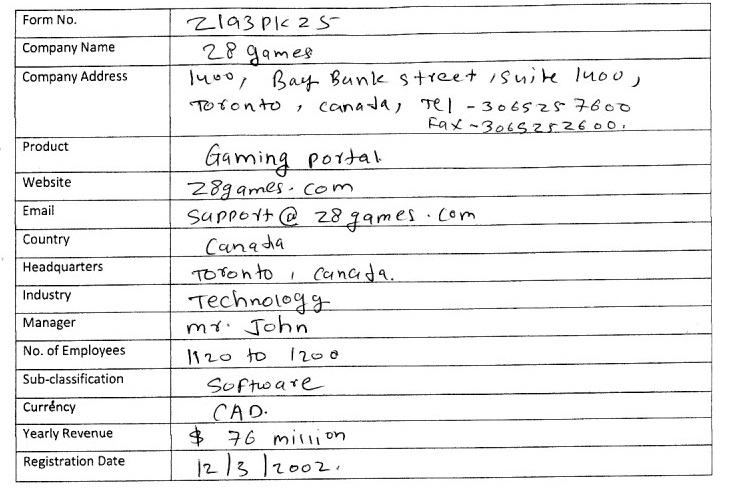 Form No. 2193PK25
Company Name 28 games
Company Address 1400, Bay Bank street, suite 1400,
Toronto, canada, Tel - 3065257600
Fax - 3065252600.
Product Gaming portal
Website 28games.com
Email support@28games.com
Country Canada
Headquarters Toronto, canada.
Industry Technology
Manager mr. John
No. of Employees 1120 to 1200
Sub-classification Software
Currency CAD.
Yearly Revenue $ 76 million
Registration Date 12/3/2002.